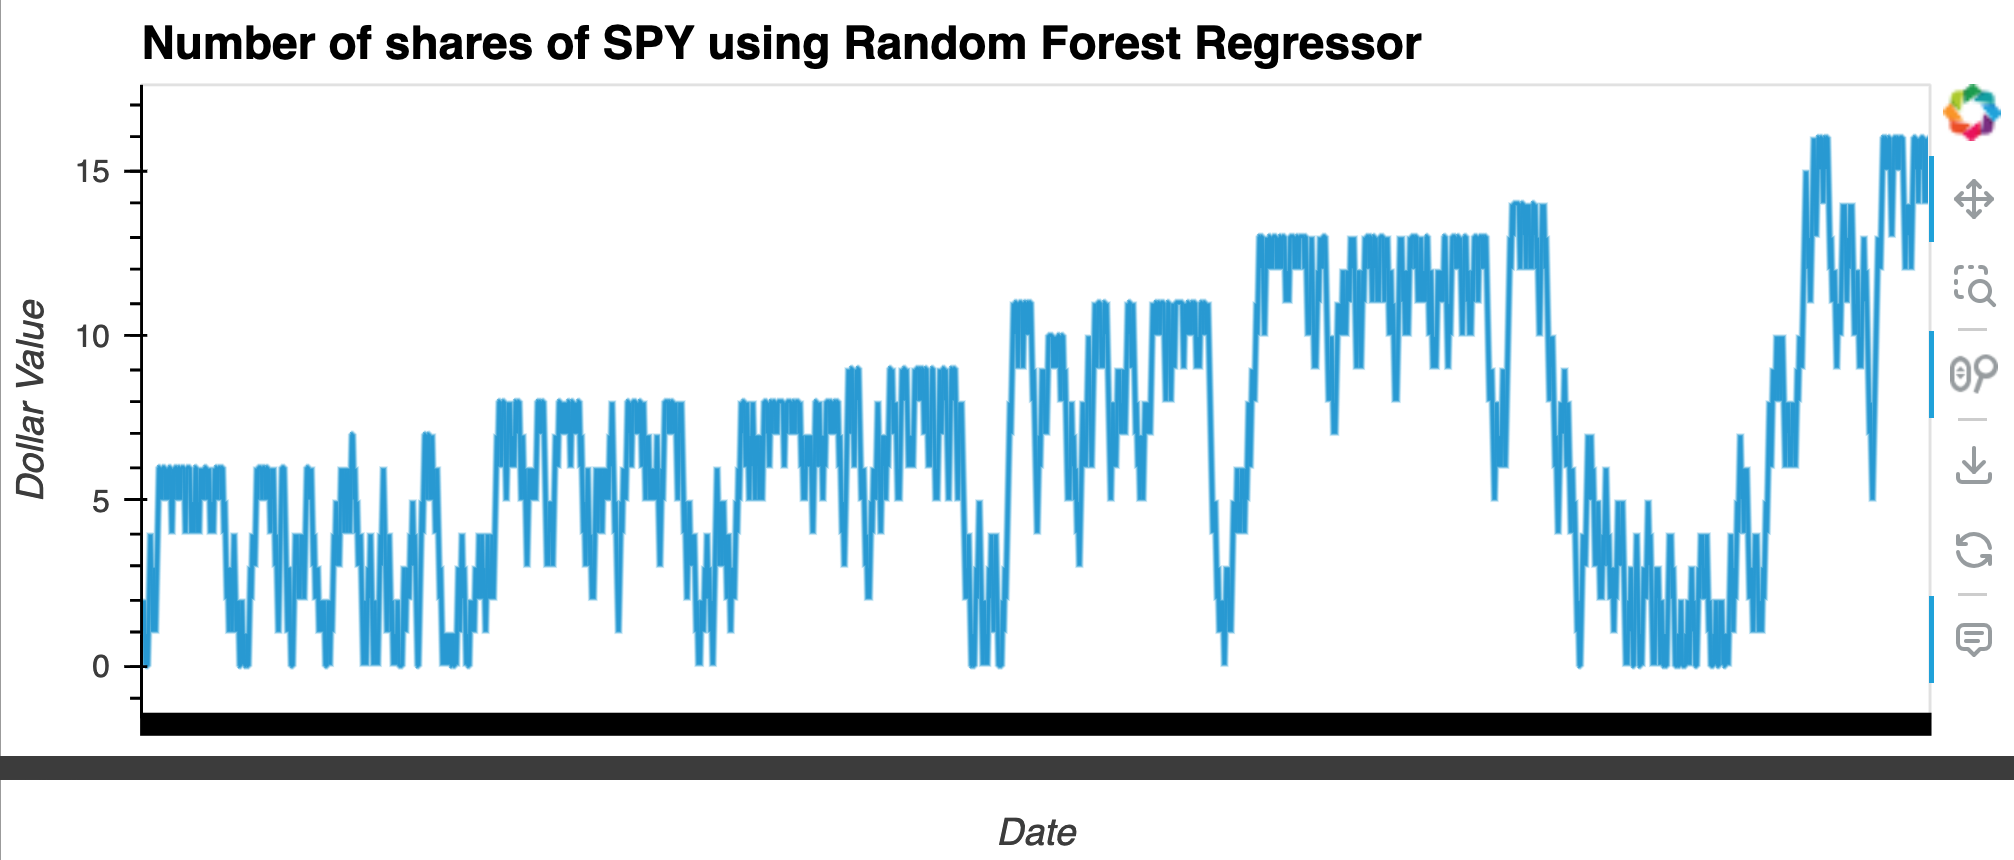 Number of shares of SPY using Random Forest Regressor
Dollar Value
15
10
5
0
Date